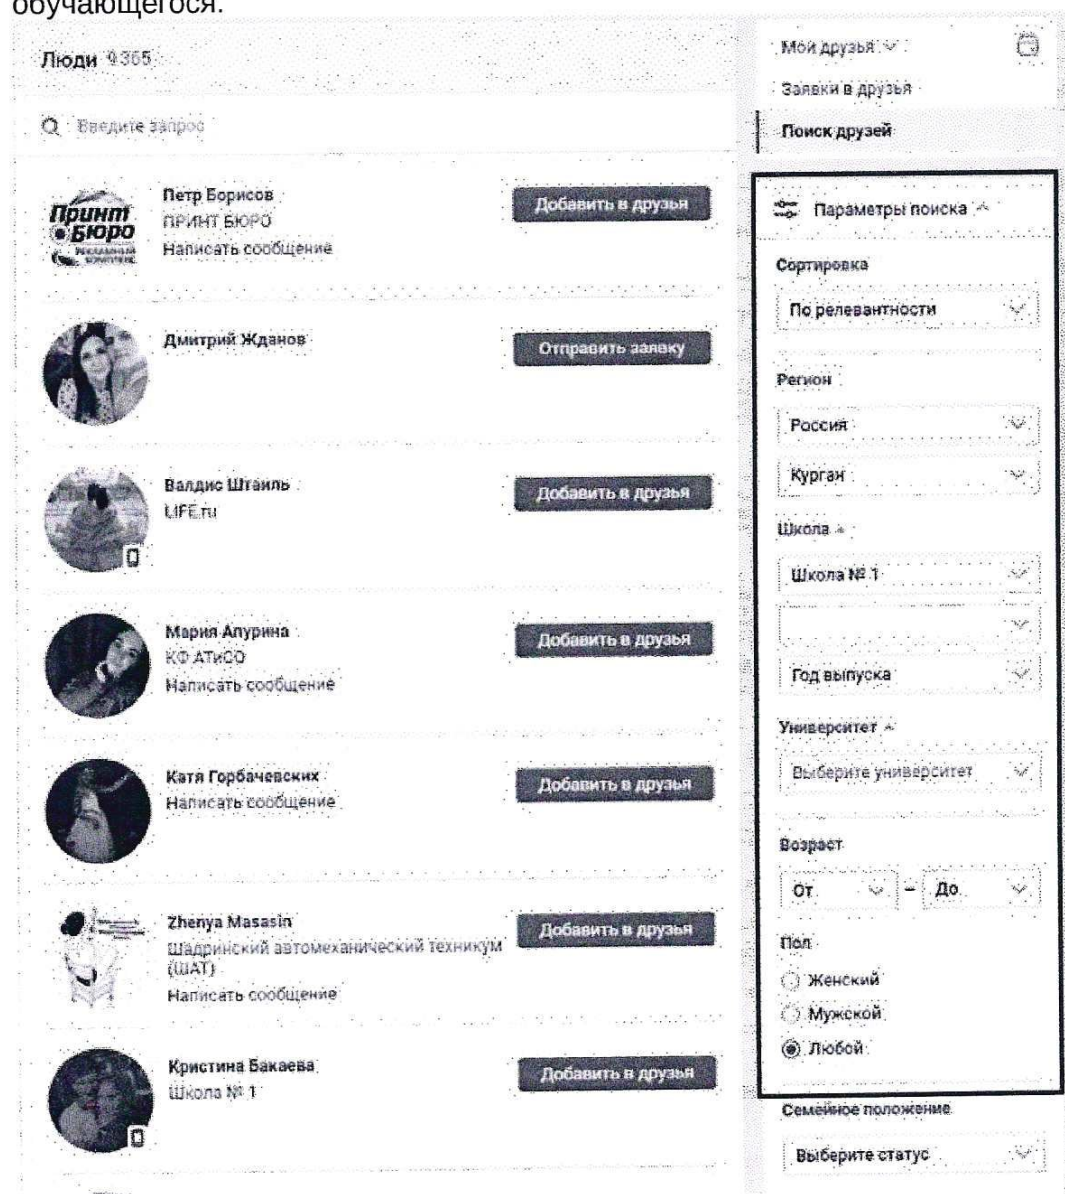 обучающегося.
Люди 9365
Введите запрос
Петр Борисов
ПРИНТ БЮРО
Написать сообщение
Добавить в друзья
Принт
Бюро
Дмитрий Жданов
Отправить заявку
Валдис Штаиль
LIFE.ru
Добавить в друзья
Мария Апурина
КФ АТиСО
Написать сообщение
Добавить в друзья
Катя Горбачевских
Написать сообщение
Добавить в друзья
Zhenya Masasin
Шадринский автомеханический техникум
(ШАТ)
Написать сообщение
Добавить в друзья
Кристина Бакаева
Школа № 1
Добавить в друзья
Мои друзья
Заявки в друзья
Поиск друзей
Параметры поиска
Сортировка
По релевантности
Регион
Россия
Курган
Школа
Школа № 1
Год выпуска
Университет
Выберите университет
Возраст
От – До
Пол
Женский
Мужской
Любой
Семейное положение
Выберите статус